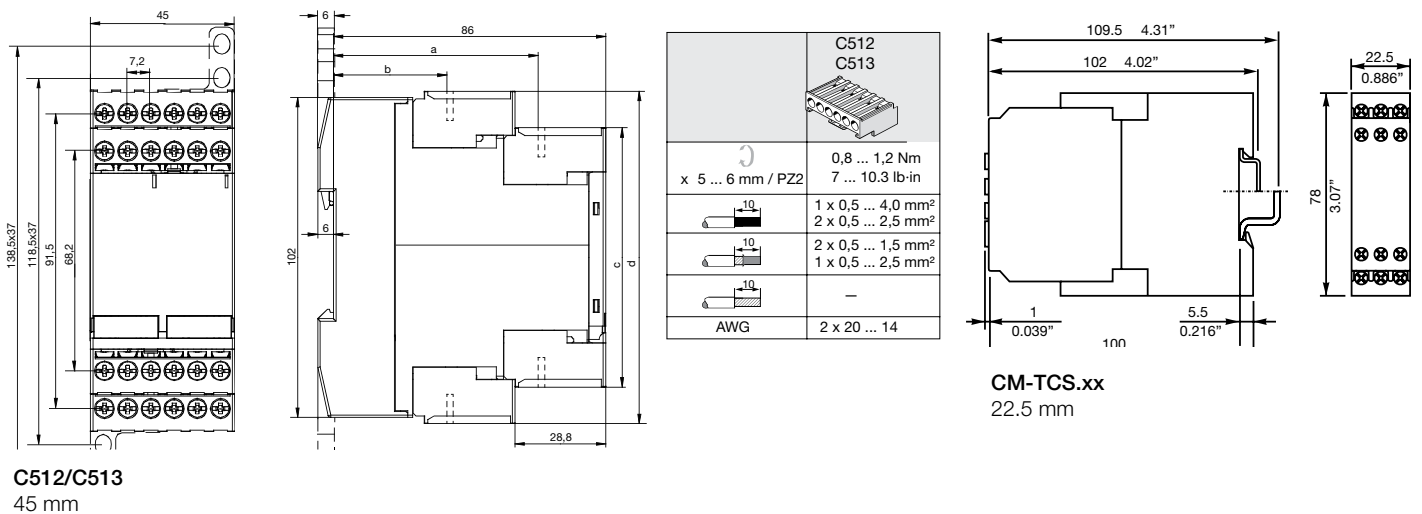 45
7,2
138,5x37
118,5x37
91,5
68,2
C512/C513
45 mm
6
86
a
b
6
102
c
d
28,8
C512
C513
x 5 ... 6 mm / PZ2
0,8 ... 1,2 Nm
7 ... 10.3 lb·in
10
1 x 0,5 ... 4,0 mm²
2 x 0,5 ... 2,5 mm²
10
2 x 0,5 ... 1,5 mm²
1 x 0,5 ... 2,5 mm²
10
–
AWG
2 x 20 ... 14
109.5 4.31”
102 4.02”
22.5
0.886”
78
3.07”
1
0.039”
5.5
0.216”
100
CM-TCS.xx
22.5 mm